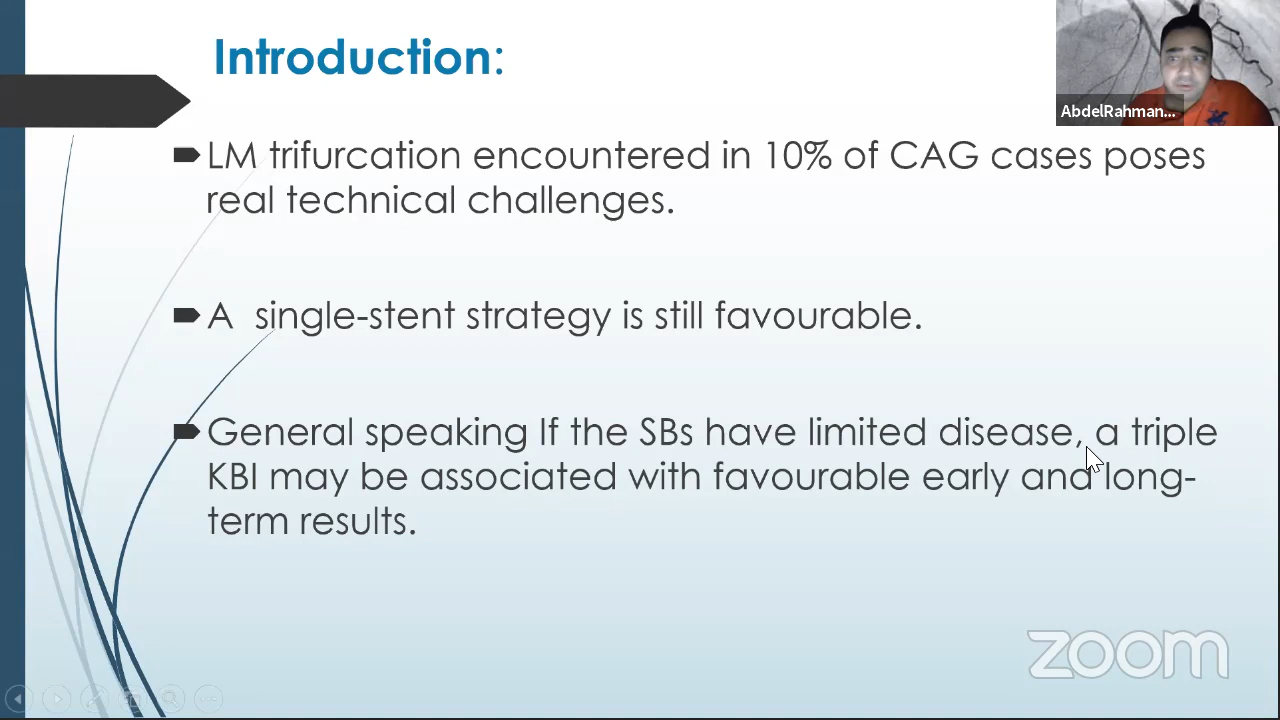 Introduction:
AbdelRahman...
LM trifurcation encountered in 10% of CAG cases poses
real technical challenges.
A single-stent strategy is still favourable.
General speaking If the SBs have limited disease, a triple
KBI may be associated with favourable early and long-
term results.
zoom